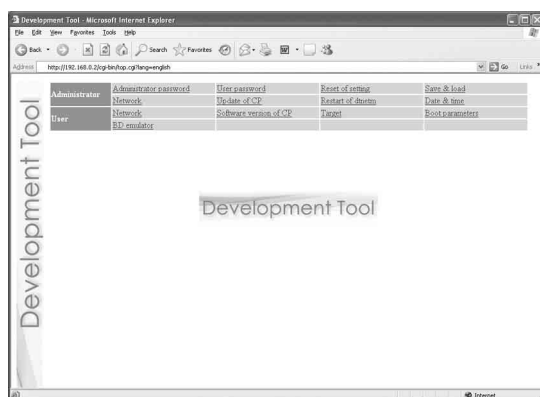 Development Tool - Microsoft Internet Explorer
File Edit View Favorites Tools Help
Back Search Favorites
Address http://192.168.0.2/cgi-bin/top.cgi?lang=english Go Links
Administrator Administrator password User password Reset of setting Save & load
Network Update of CP Restart of dtnetm Date & time
User Network Software version of CP Target Boot parameters
BD emulator
Development Tool
Development Tool
Internet